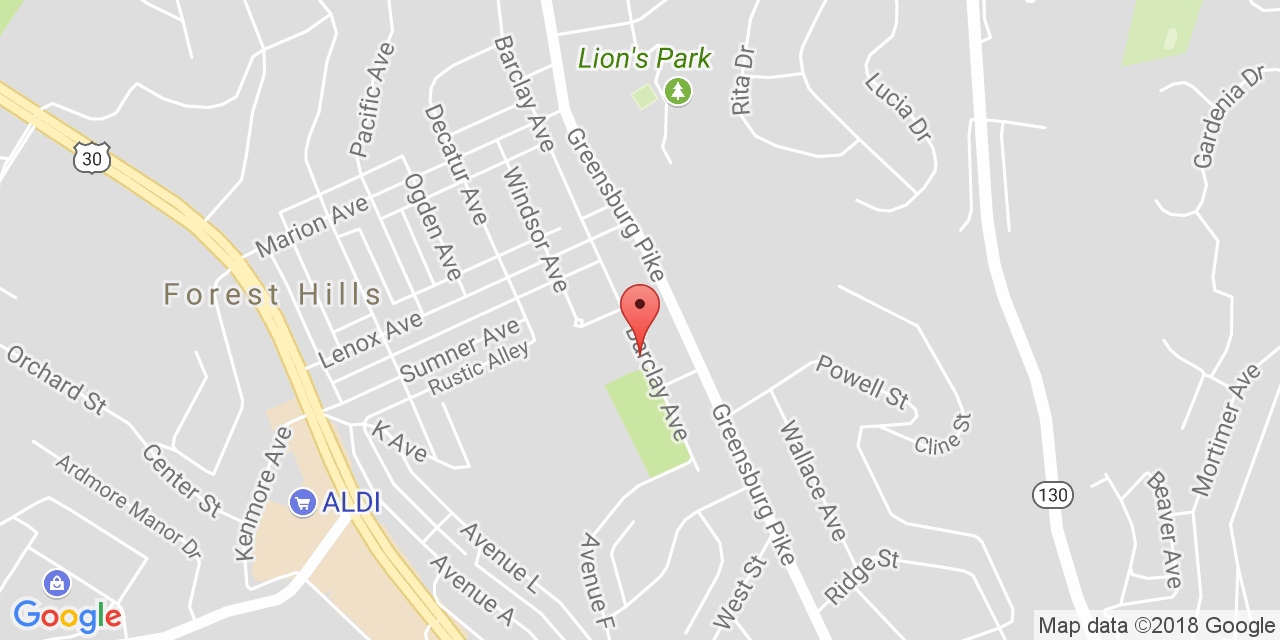 Lion's Park
Barclay Ave
Pacific Ave
Rita Dr
Lucia Dr
Gardenia Dr
30
Decatur Ave
Greensburg Pike
Ogden Ave
Windsor Ave
Marion Ave
Forest Hills
Lenox Ave
Sumner Ave
Rustic Alley
Barclay Ave
Orchard St
Powell St
Mortimer Ave
K Ave
Cline St
Greensburg Pike
Wallace Ave
Kenmore Ave
Center St
Ardmore Manor Dr
ALDI
130
Beaver Ave
Avenue L
Avenue A
Avenue F
West St
Ridge St
Google
Map data ©2018 Google